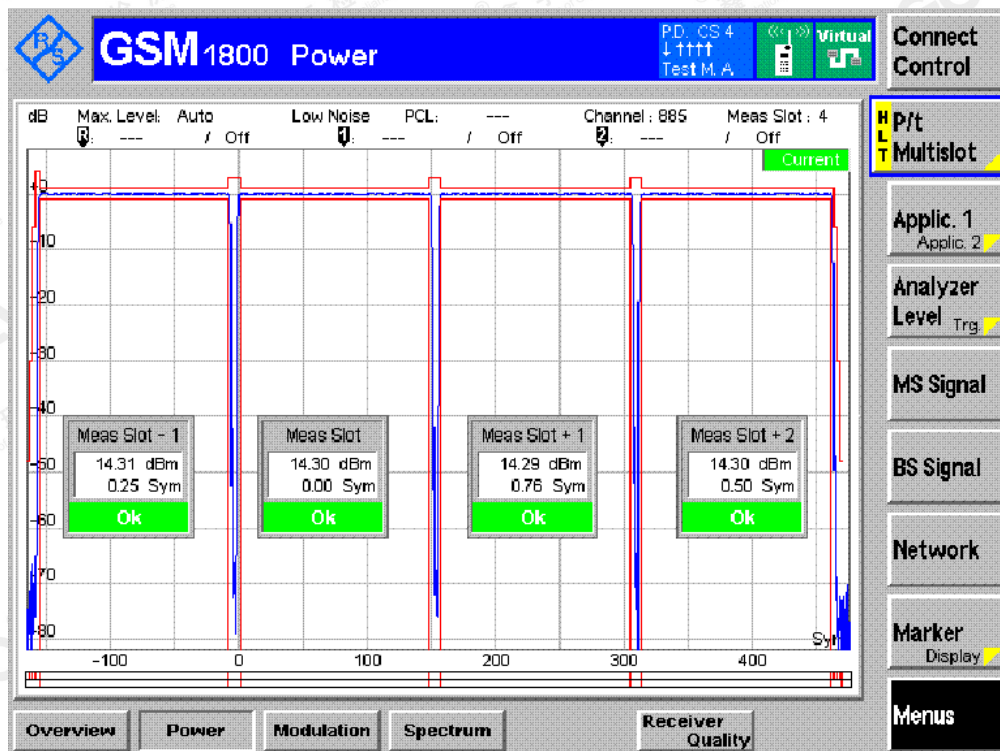 R/S
GSM 1800 Power
P.D. CS 4
↓↑↑↑↑
Test M. A
Virtual
Connect Control
dB Max. Level: Auto Low Noise PCL: --- Channel : 885 Meas Slot : 4
R: --- / Off 1: --- / Off 2: --- / Off
Current
+0
-10
-20
-30
-40
-50
-60
-70
-80
Meas Slot - 1
14.31 dBm
0.25 Sym
Ok
Meas Slot
14.30 dBm
0.00 Sym
Ok
Meas Slot + 1
14.29 dBm
0.76 Sym
Ok
Meas Slot + 2
14.30 dBm
0.50 Sym
Ok
Sym
-100 0 100 200 300 400
HLT
P/t
Multislot
Applic. 1
Applic. 2
Analyzer
Level Trg.
MS Signal
BS Signal
Network
Marker
Display
Menus
Overview Power Modulation Spectrum Receiver Quality